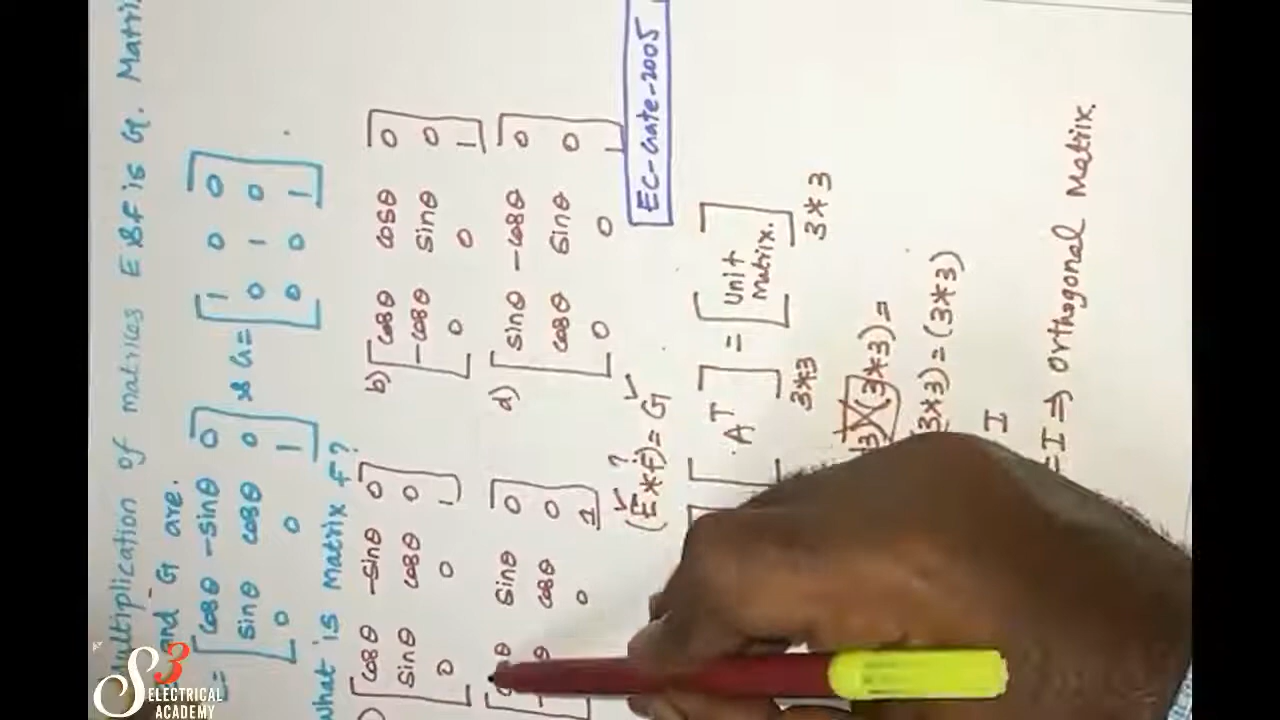 Multiplication of matrices E & F is G. Matri
and G are.
E = [ cosθ -sinθ 0
sinθ cosθ 0
0 0 1 ] & G = [ 1 0 0
0 1 0
0 0 1 ] .
What is Matrix F?
) [ cosθ -sinθ 0
sinθ cosθ 0
0 0 1 ]
b) [ cosθ cosθ 0
-cosθ sinθ 0
0 0 1 ]
sinθ 0
cosθ 0
0 1 ]
d) [ sinθ -cosθ 0
cosθ sinθ 0
0 0 1 ]
(E * F) = G
?
EC-Gate-2005
[ AT ] 3*3 = [ Unit
Matrix. ] 3*3
3) (3*3) =
3*3) = (3*3)
I
= I ⇒ Orthogonal Matrix.
S3
ELECTRICAL
ACADEMY